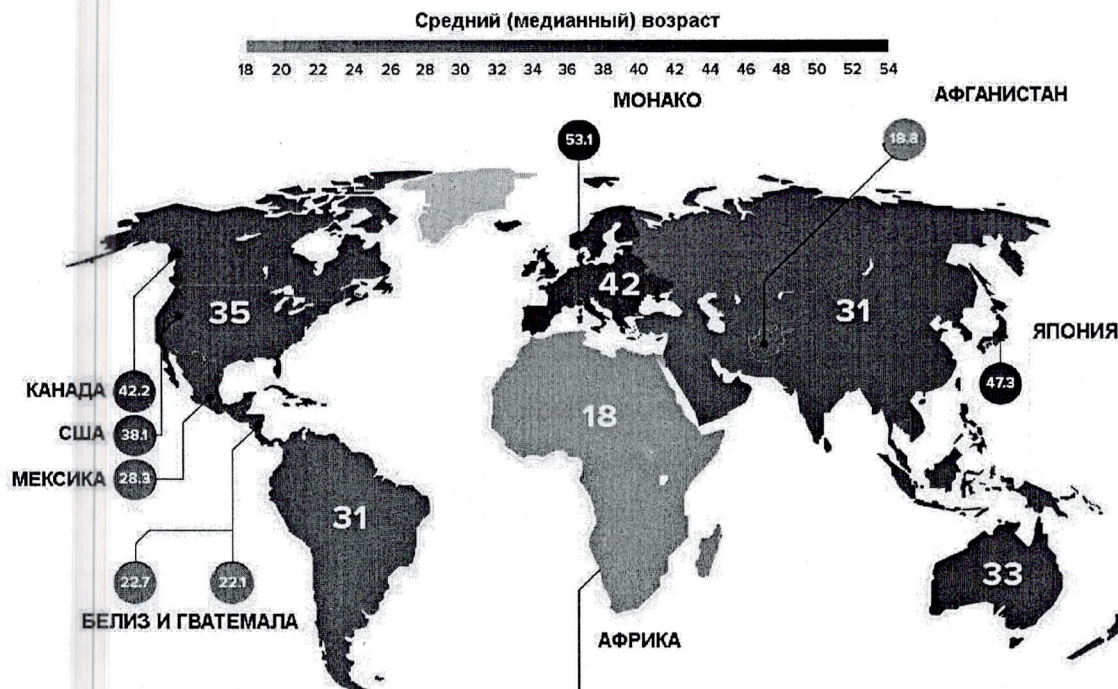 Средний (медианный) возраст
18 20 22 24 26 28 30 32 34 36 38 40 42 44 46 48 50 52 54
МОНАКО
АФГАНИСТАН
53.1
18.8
42
35
31
ЯПОНИЯ
КАНАДА 42.2
47.3
18
США 38.1
МЕКСИКА 28.3
31
33
22.7
22.1
БЕЛИЗ И ГВАТЕМАЛА
АФРИКА